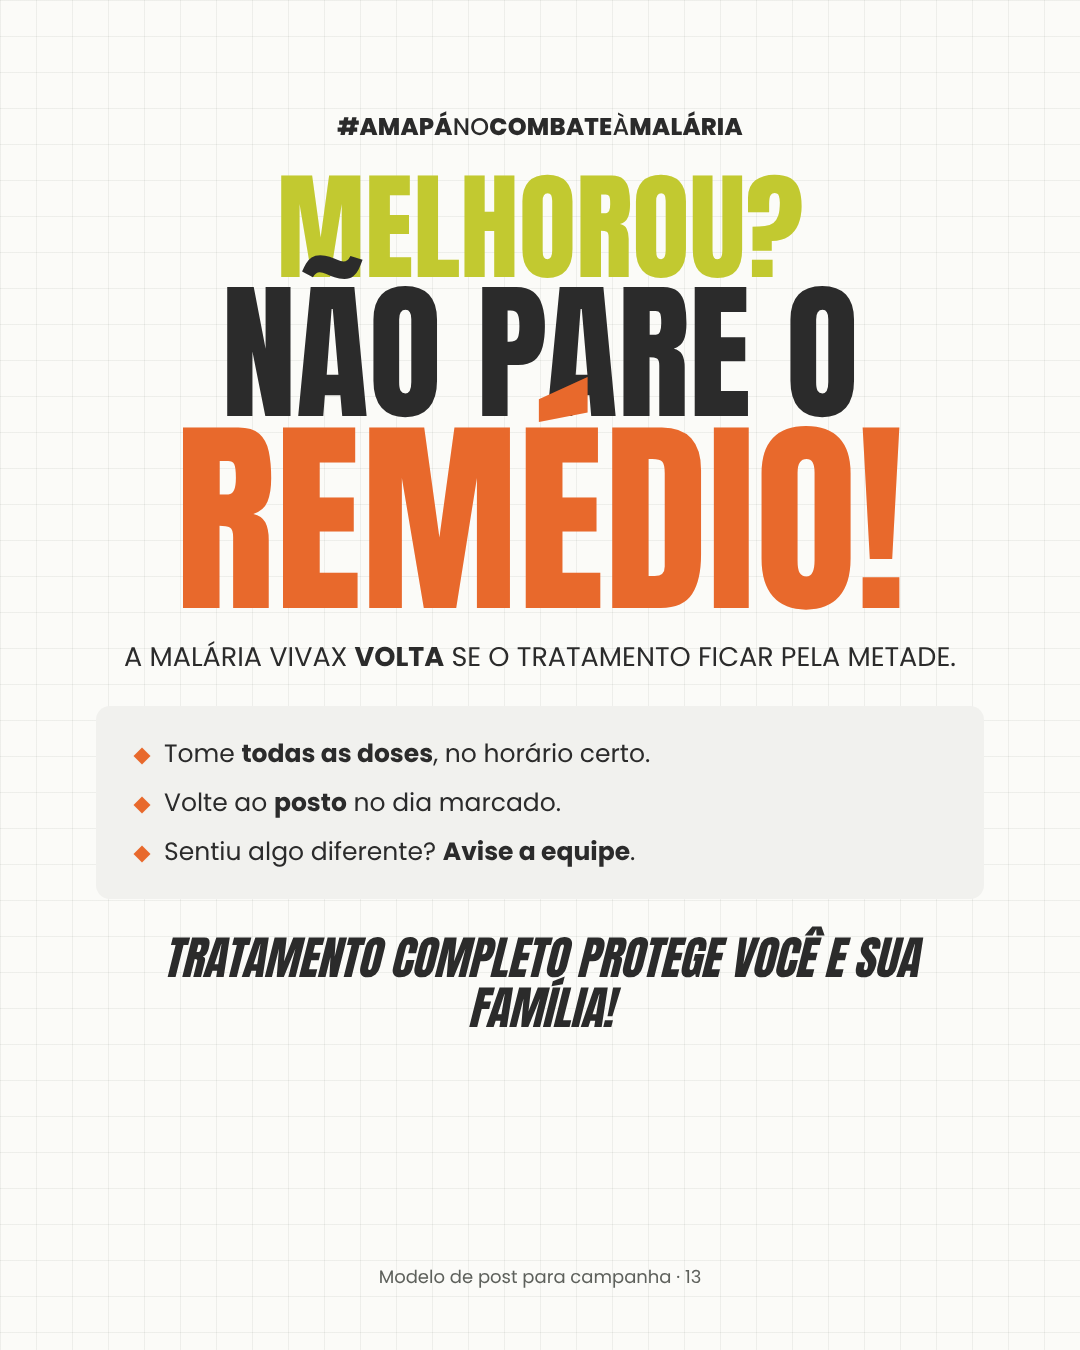 #AMAPÁNOCOMBATEÀMALÁRIA
MELHOROU?
NÃO PARE O
REMÉDIO!
A MALÁRIA VIVAX VOLTA SE O TRATAMENTO FICAR PELA METADE.
◆ Tome todas as doses, no horário certo.
◆ Volte ao posto no dia marcado.
◆ Sentiu algo diferente? Avise a equipe.
TRATAMENTO COMPLETO PROTEGE VOCÊ E SUA
FAMÍLIA!
Modelo de post para campanha · 13